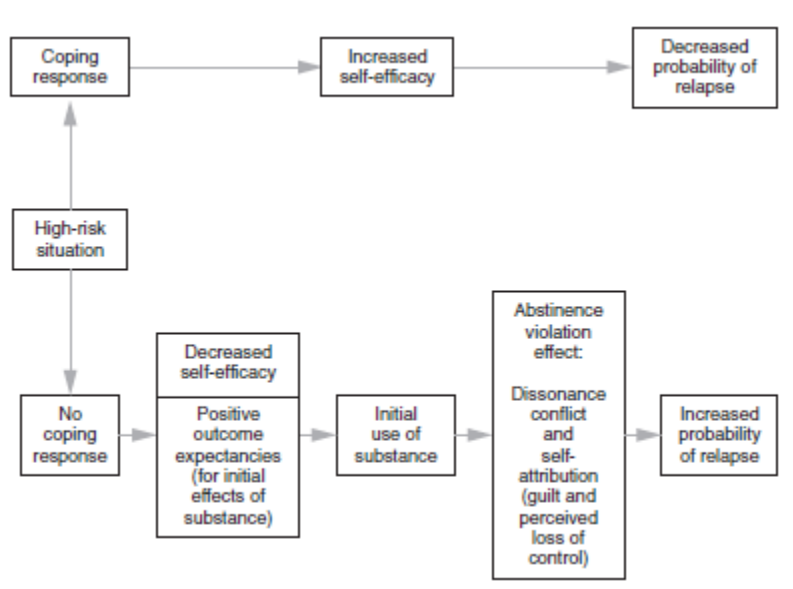 Coping
response
Increased
self-efficacy
Decreased
probability of
relapse
High-risk
situation
No
coping
response
Decreased
self-efficacy
Positive
outcome
expectancies
(for initial
effects of
substance)
Initial
use of
substance
Abstinence
violation
effect:
Dissonance
conflict
and
self-
attribution
(guilt and
perceived
loss of
control)
Increased
probability
of relapse